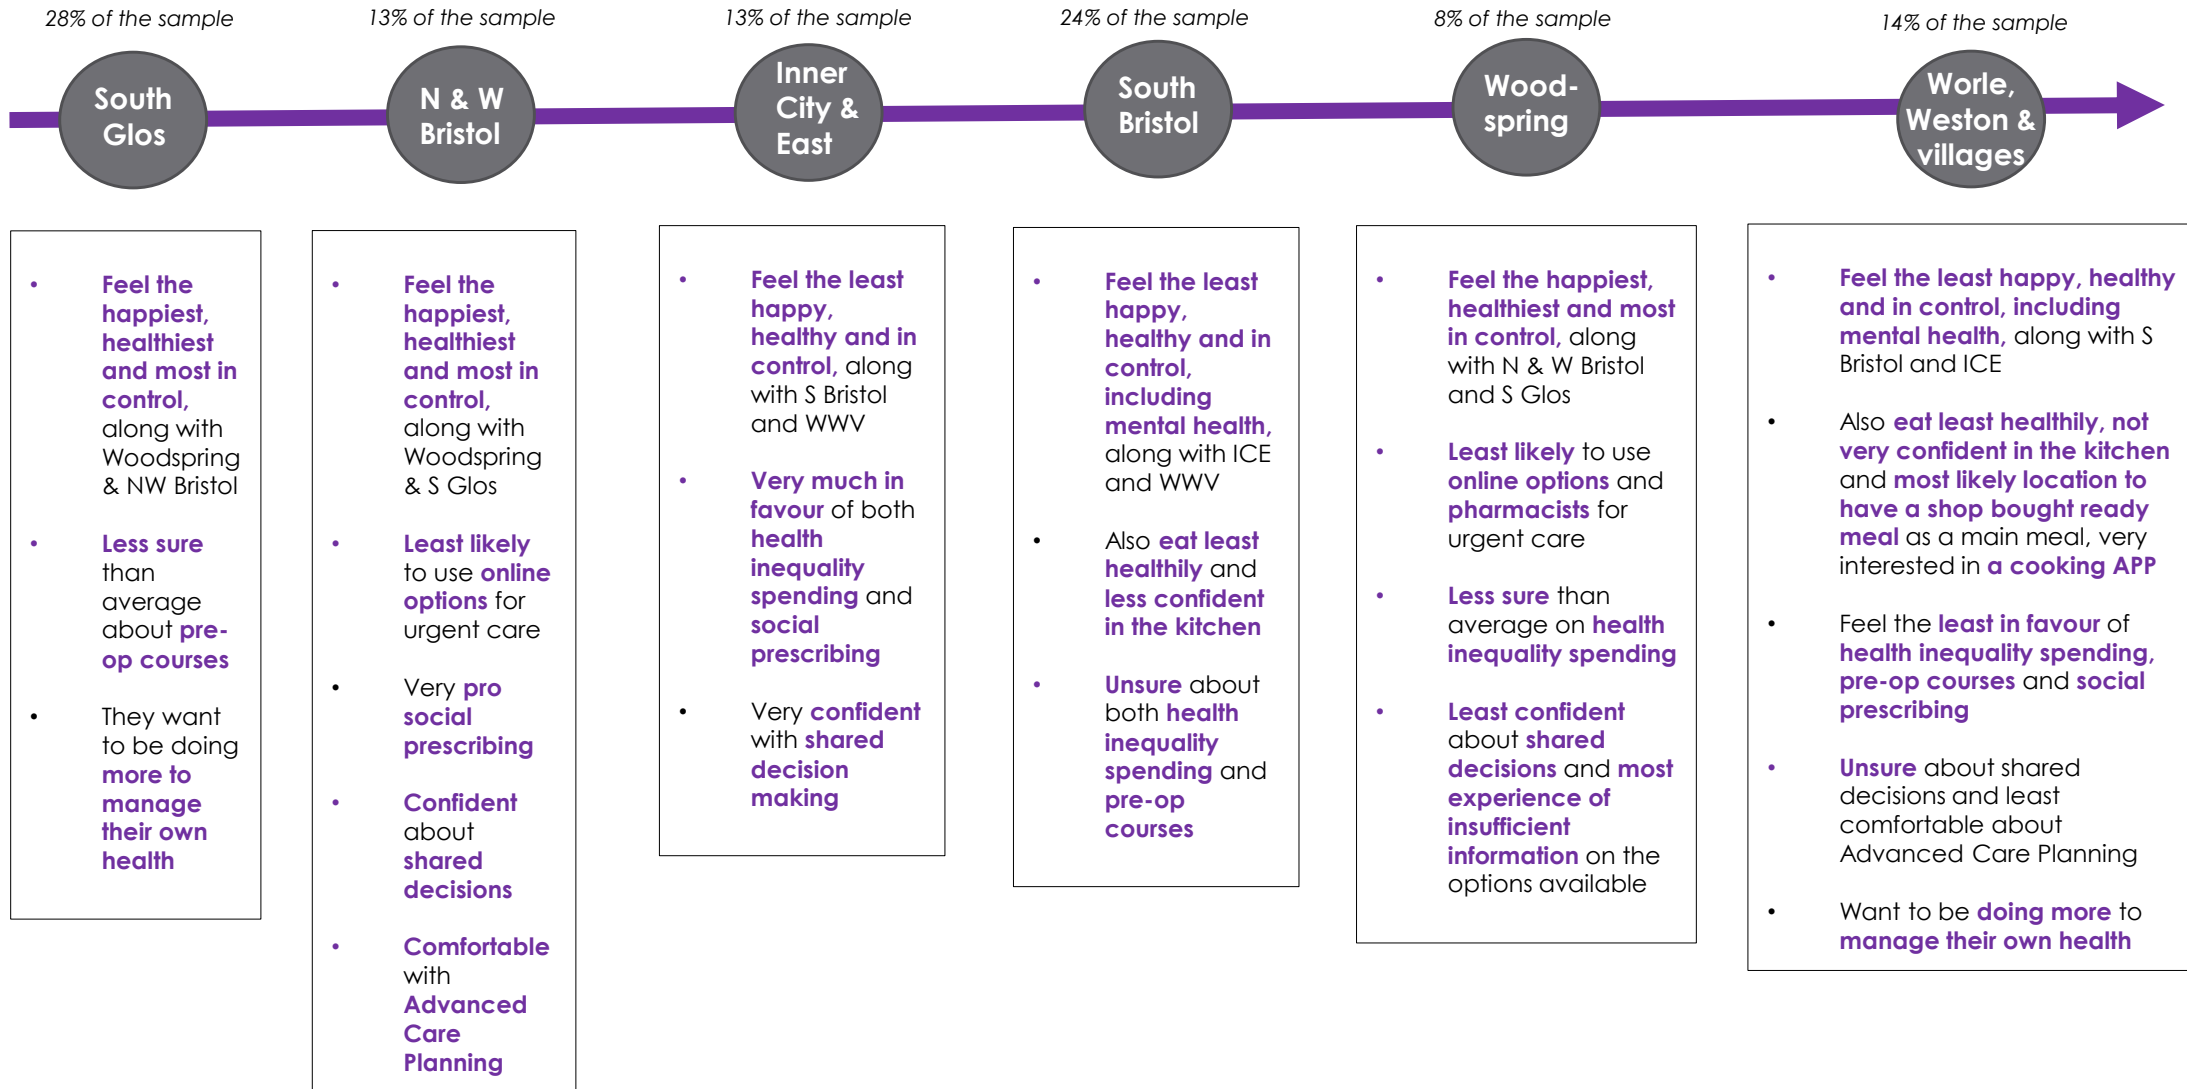 28% of the sample
13% of the sample
13% of the sample
24% of the sample
8% of the sample
14% of the sample
South
Glos
N & W
Bristol
Inner
City &
East
South
Bristol
Wood-
spring
Worle,
Weston &
villages
• Feel the
happiest,
healthiest
and most in
control,
along with
Woodspring
& NW Bristol
• Less sure
than
average
about pre-
op courses
• They want
to be doing
more to
manage
their own
health
• Feel the
happiest,
healthiest
and most in
control,
along with
Woodspring
& S Glos
• Least likely
to use online
options for
urgent care
• Very pro
social
prescribing
• Confident
about
shared
decisions
• Comfortable
with
Advanced
Care
Planning
• Feel the least
happy,
healthy and in
control, along
with S Bristol
and WWV
• Very much in
favour of both
health
inequality
spending and
social
prescribing
• Very confident
with shared
decision
making
• Feel the least
happy,
healthy and in
control,
including
mental health,
along with ICE
and WWV
• Also eat least
healthily and
less confident
in the kitchen
• Unsure about
both health
inequality
spending and
pre-op
courses
• Feel the happiest,
healthiest and most
in control, along
with N & W Bristol
and S Glos
• Least likely to use
online options and
pharmacists for
urgent care
• Less sure than
average on health
inequality spending
• Least confident
about shared
decisions and most
experience of
insufficient
information on the
options available
• Feel the least happy, healthy
and in control, including
mental health, along with S
Bristol and ICE
• Also eat least healthily, not
very confident in the kitchen
and most likely location to
have a shop bought ready
meal as a main meal, very
interested in a cooking APP
• Feel the least in favour of
health inequality spending,
pre-op courses and social
prescribing
• Unsure about shared
decisions and least
comfortable about
Advanced Care Planning
• Want to be doing more to
manage their own health